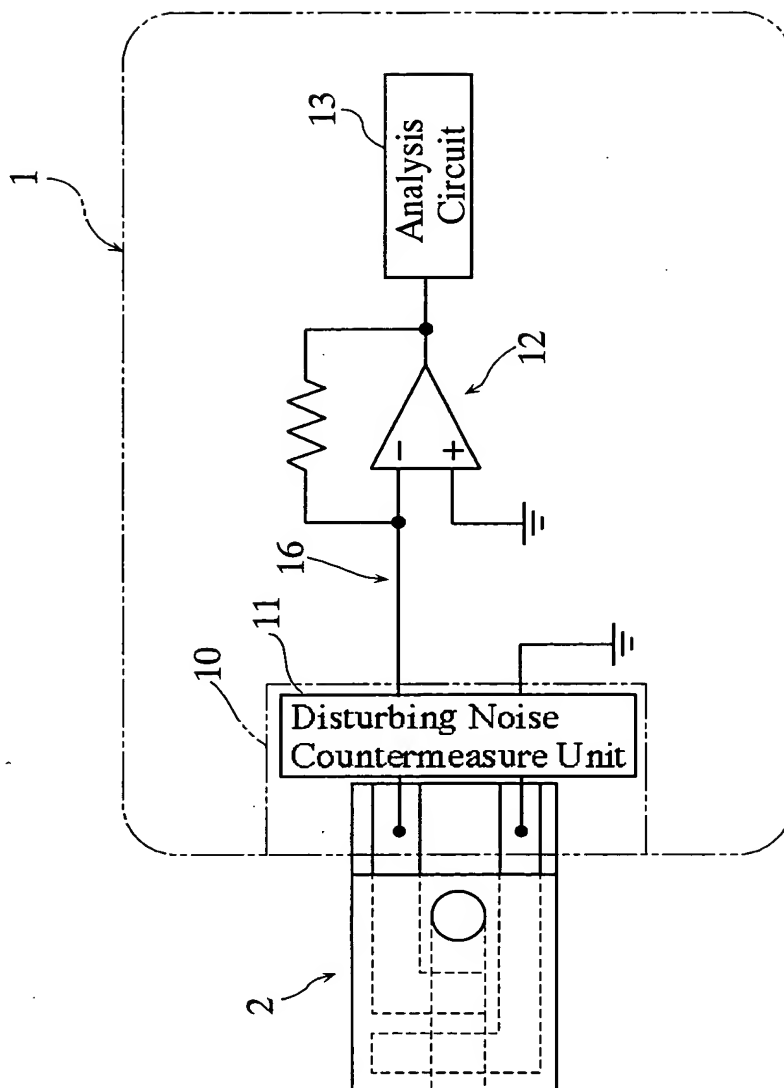 1
10
11
Disturbing Noise
Countermeasure Unit
16
12
13
Analysis
Circuit
−
+
2